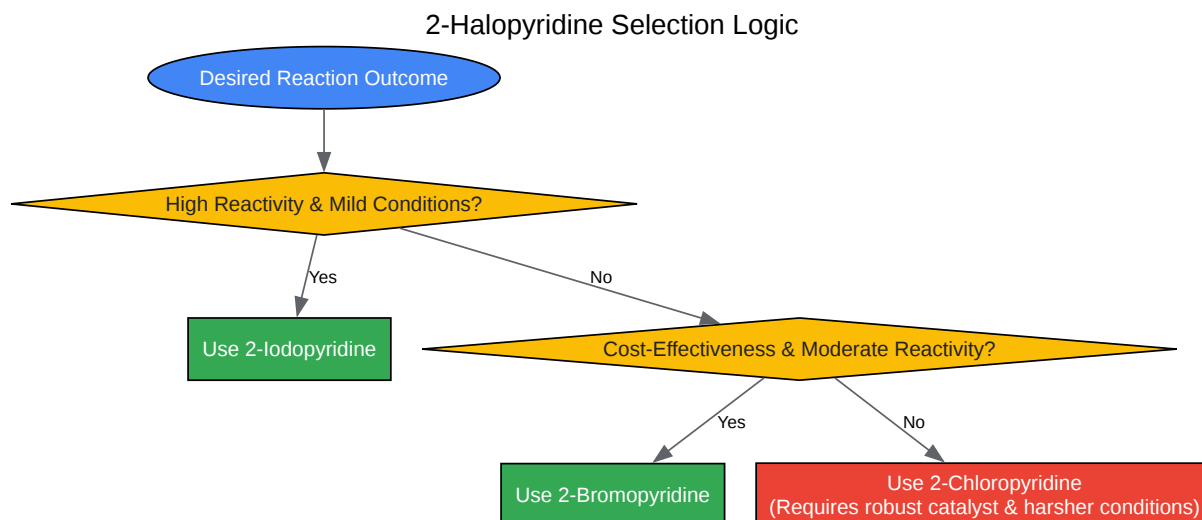 2-Halopyridine Selection Logic
Desired Reaction Outcome
High Reactivity & Mild Conditions?
Yes
No
Use 2-Iodopyridine
Cost-Effectiveness & Moderate Reactivity?
Yes
No
Use 2-Bromopyridine
Use 2-Chloropyridine
(Requires robust catalyst & harsher conditions)